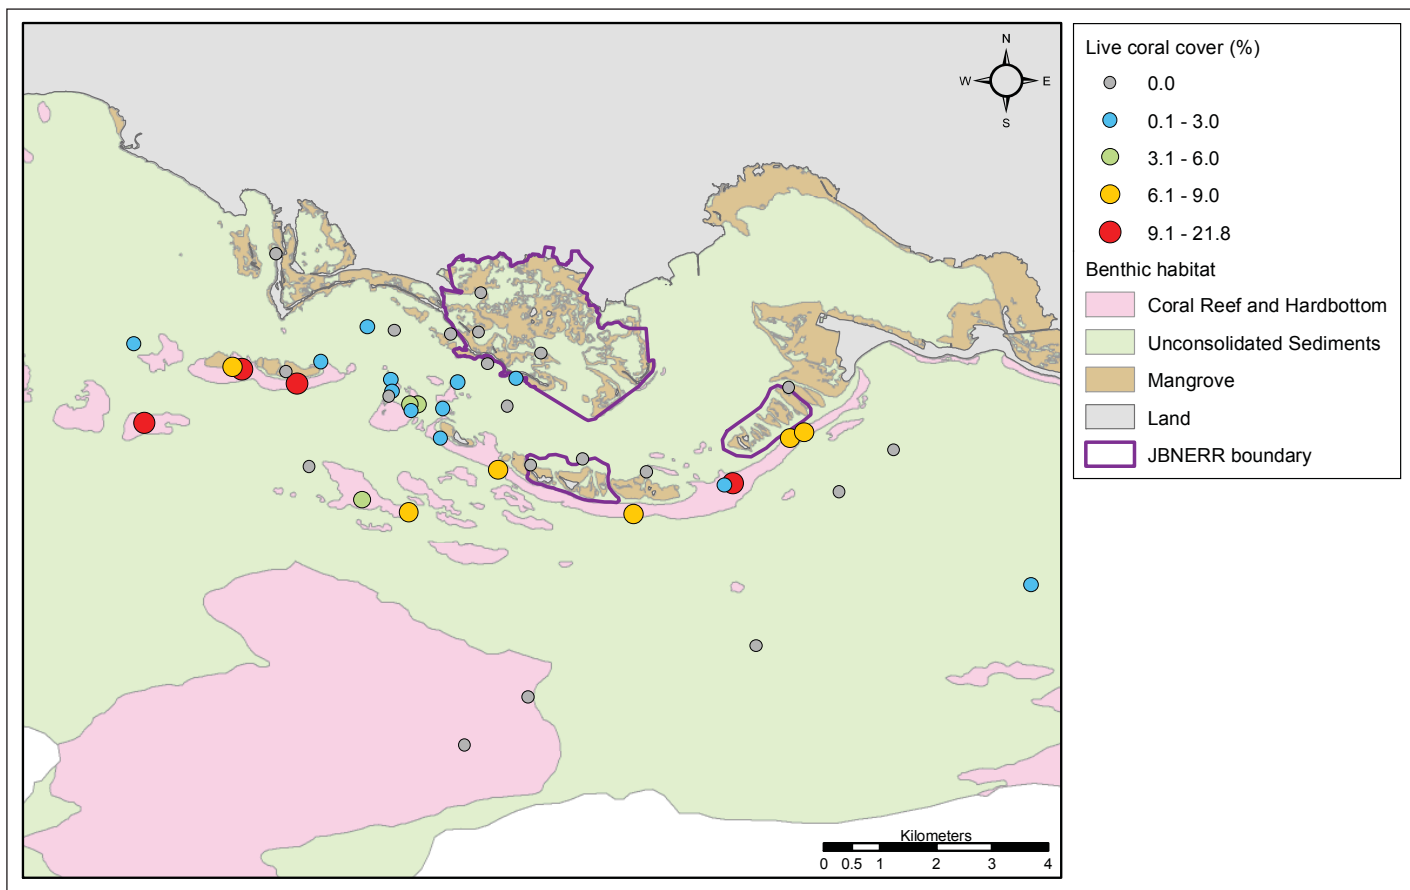 N
W E
S
Kilometers
0 0.5 1 2 3 4
Live coral cover (%)
0.0
0.1 - 3.0
3.1 - 6.0
6.1 - 9.0
9.1 - 21.8
Benthic habitat
Coral Reef and Hardbottom
Unconsolidated Sediments
Mangrove
Land
JBNERR boundary